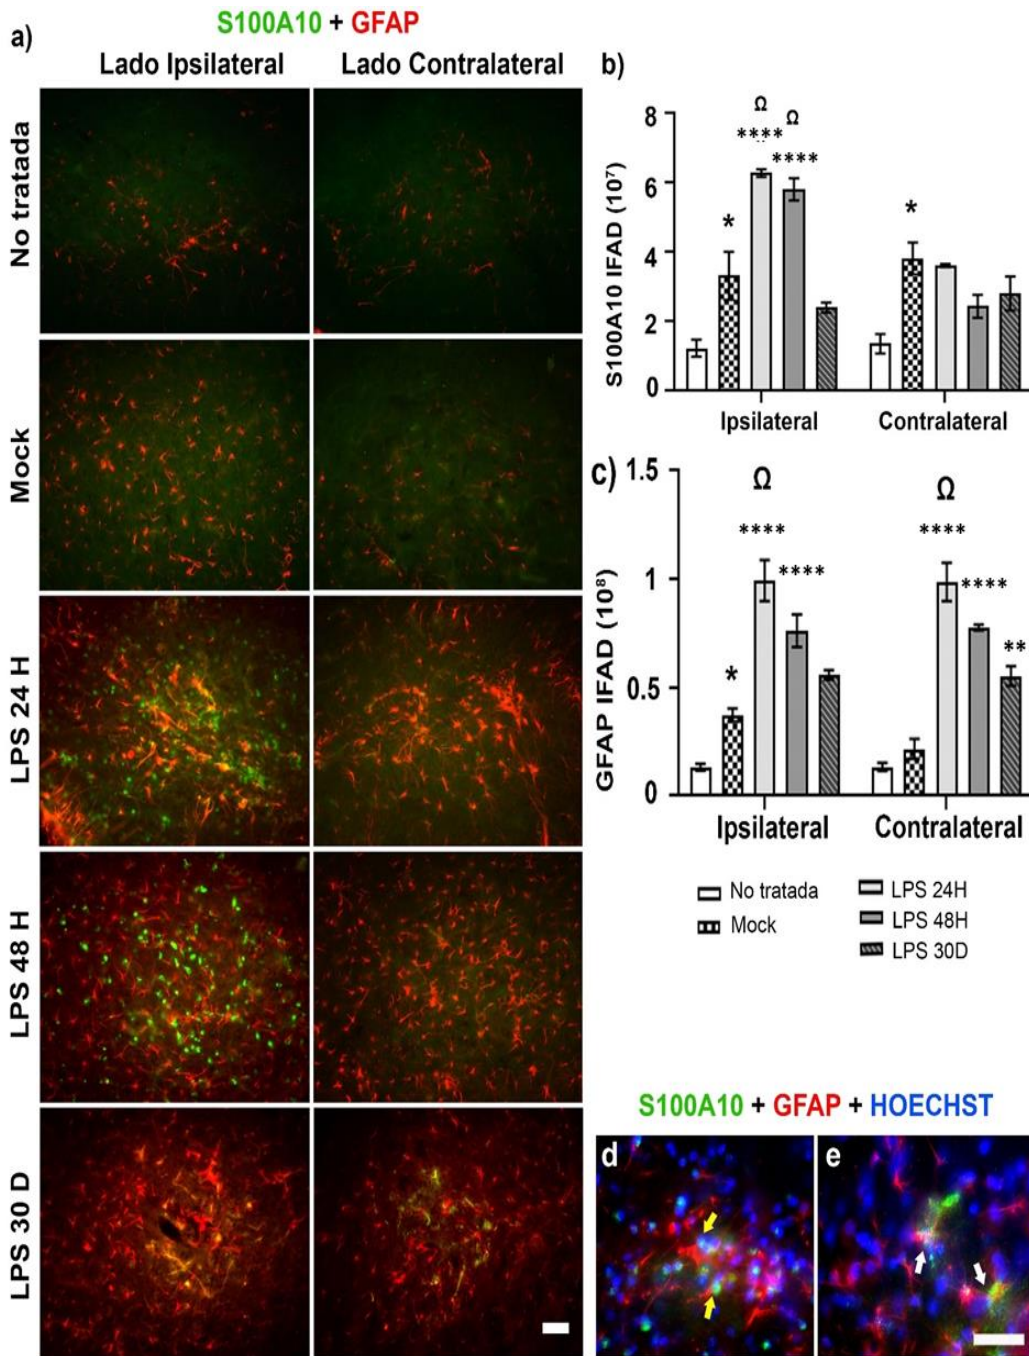 a)
S100A10 + GFAP
Lado Ipsilateral
Lado Contralateral
No tratada
Mock
LPS 24 H
LPS 48 H
LPS 30 D
b)
S100A10 IFAD (10⁷)
8
6
4
2
0
Ω
Ω
****
****
*
*
Ipsilateral
Contralateral
c)
GFAP IFAD (10⁸)
1.5
1
0.5
0
Ω
Ω
****
****
****
****
*
**
Ipsilateral
Contralateral
No tratada
Mock
LPS 24H
LPS 48H
LPS 30D
S100A10 + GFAP + HOECHST
d
e